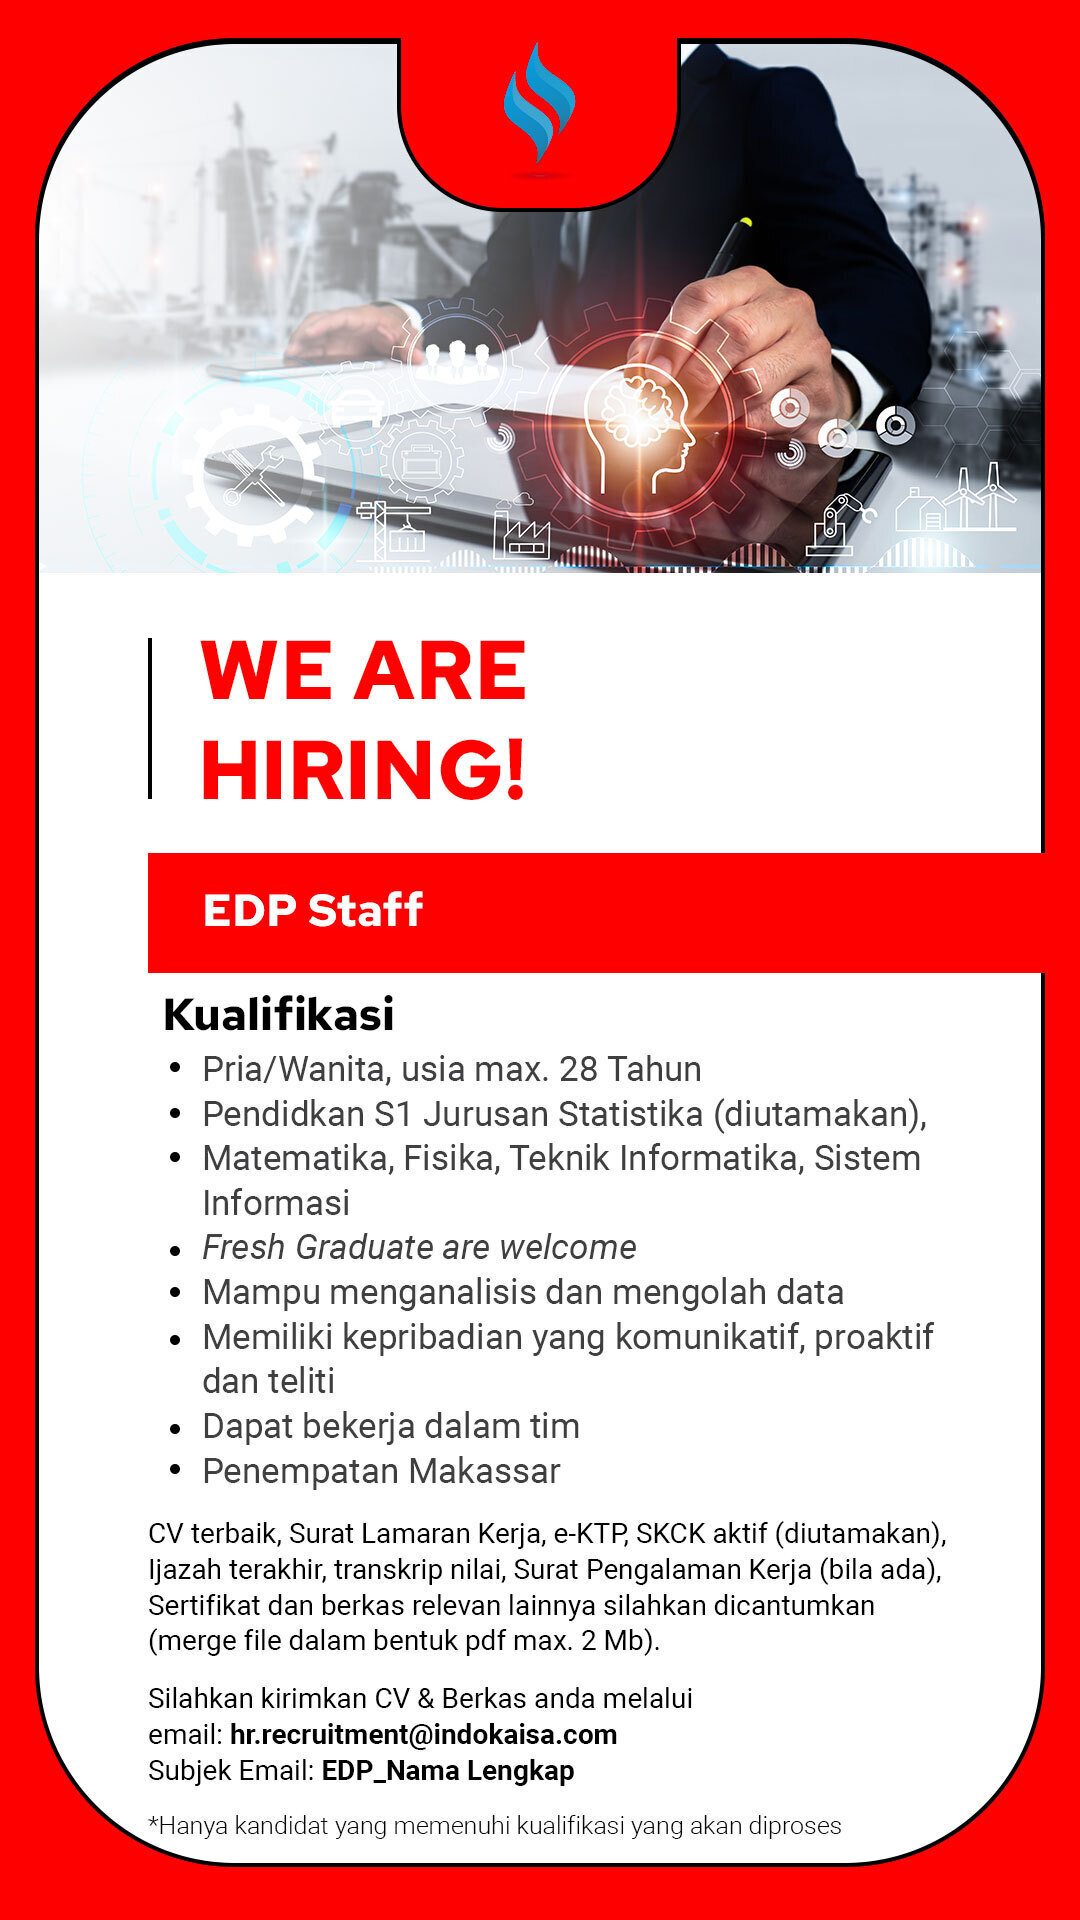 WE ARE
HIRING!
EDP Staff
Kualifikasi
• Pria/Wanita, usia max. 28 Tahun
• Pendidkan S1 Jurusan Statistika (diutamakan),
• Matematika, Fisika, Teknik Informatika, Sistem
Informasi
• Fresh Graduate are welcome
• Mampu menganalisis dan mengolah data
• Memiliki kepribadian yang komunikatif, proaktif
dan teliti
• Dapat bekerja dalam tim
• Penempatan Makassar
CV terbaik, Surat Lamaran Kerja, e-KTP, SKCK aktif (diutamakan),
Ijazah terakhir, transkrip nilai, Surat Pengalaman Kerja (bila ada),
Sertifikat dan berkas relevan lainnya silahkan dicantumkan
(merge file dalam bentuk pdf max. 2 Mb).
Silahkan kirimkan CV & Berkas anda melalui
email: hr.recruitment@indokaisa.com
Subjek Email: EDP_Nama Lengkap
*Hanya kandidat yang memenuhi kualifikasi yang akan diproses